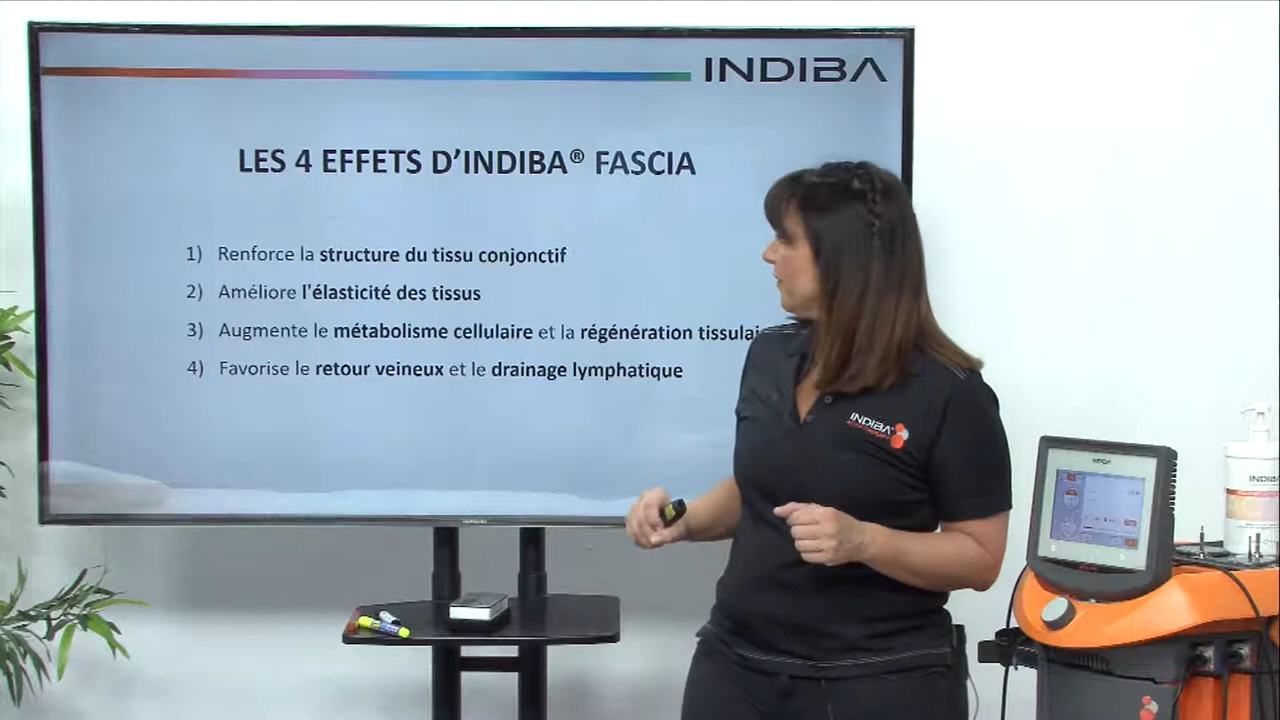 INDIBA
LES 4 EFFETS D'INDIBA® FASCIA
1) Renforce la structure du tissu conjonctif
2) Améliore l'élasticité des tissus
3) Augmente le métabolisme cellulaire et la régénération tissulai
4) Favorise le retour veineux et le drainage lymphatique
INDIBA
INDIBA